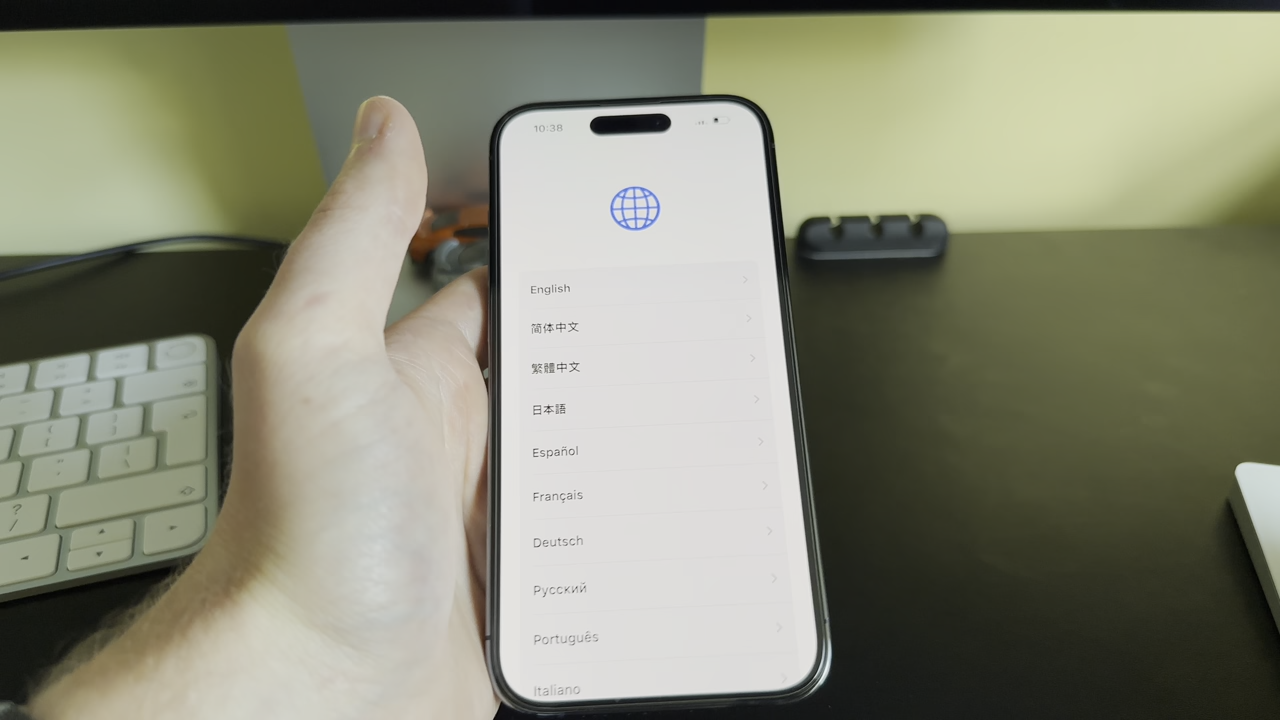 10:38
English
简体中文
繁體中文
日本語
Español
Français
Deutsch
Русский
Português
Italiano
?
/